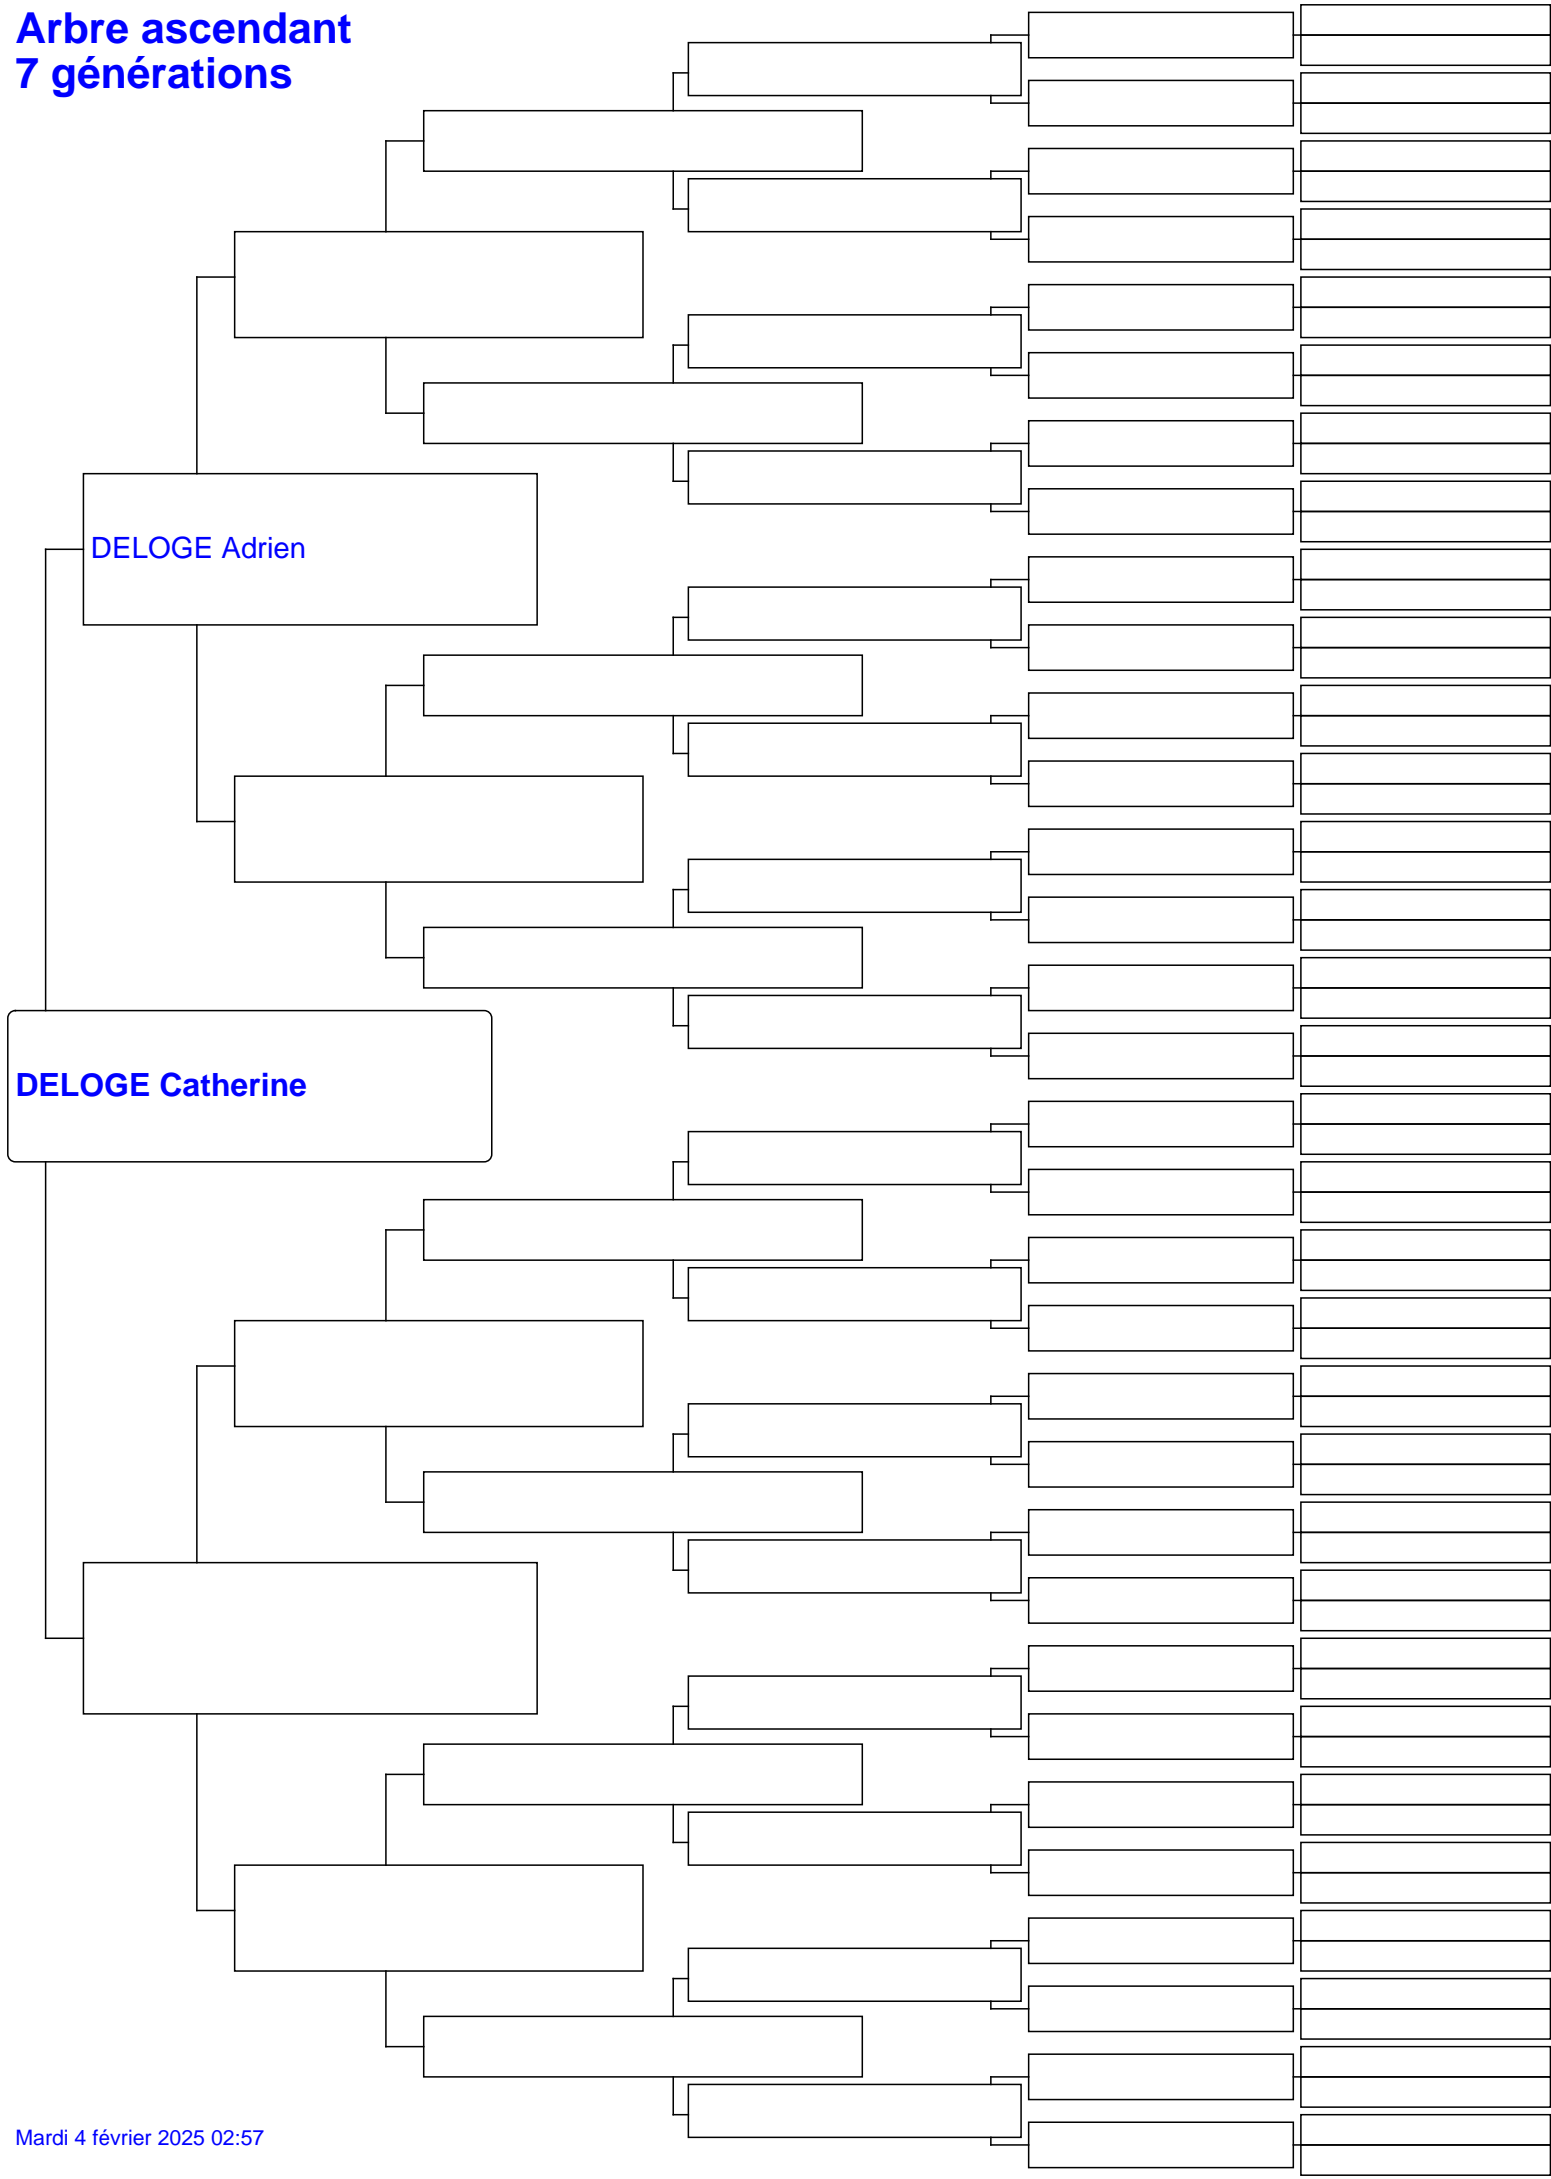 Arbre ascendant
7 générations
DELOGE Adrien
DELOGE Catherine
Mardi 4 février 2025 02:57